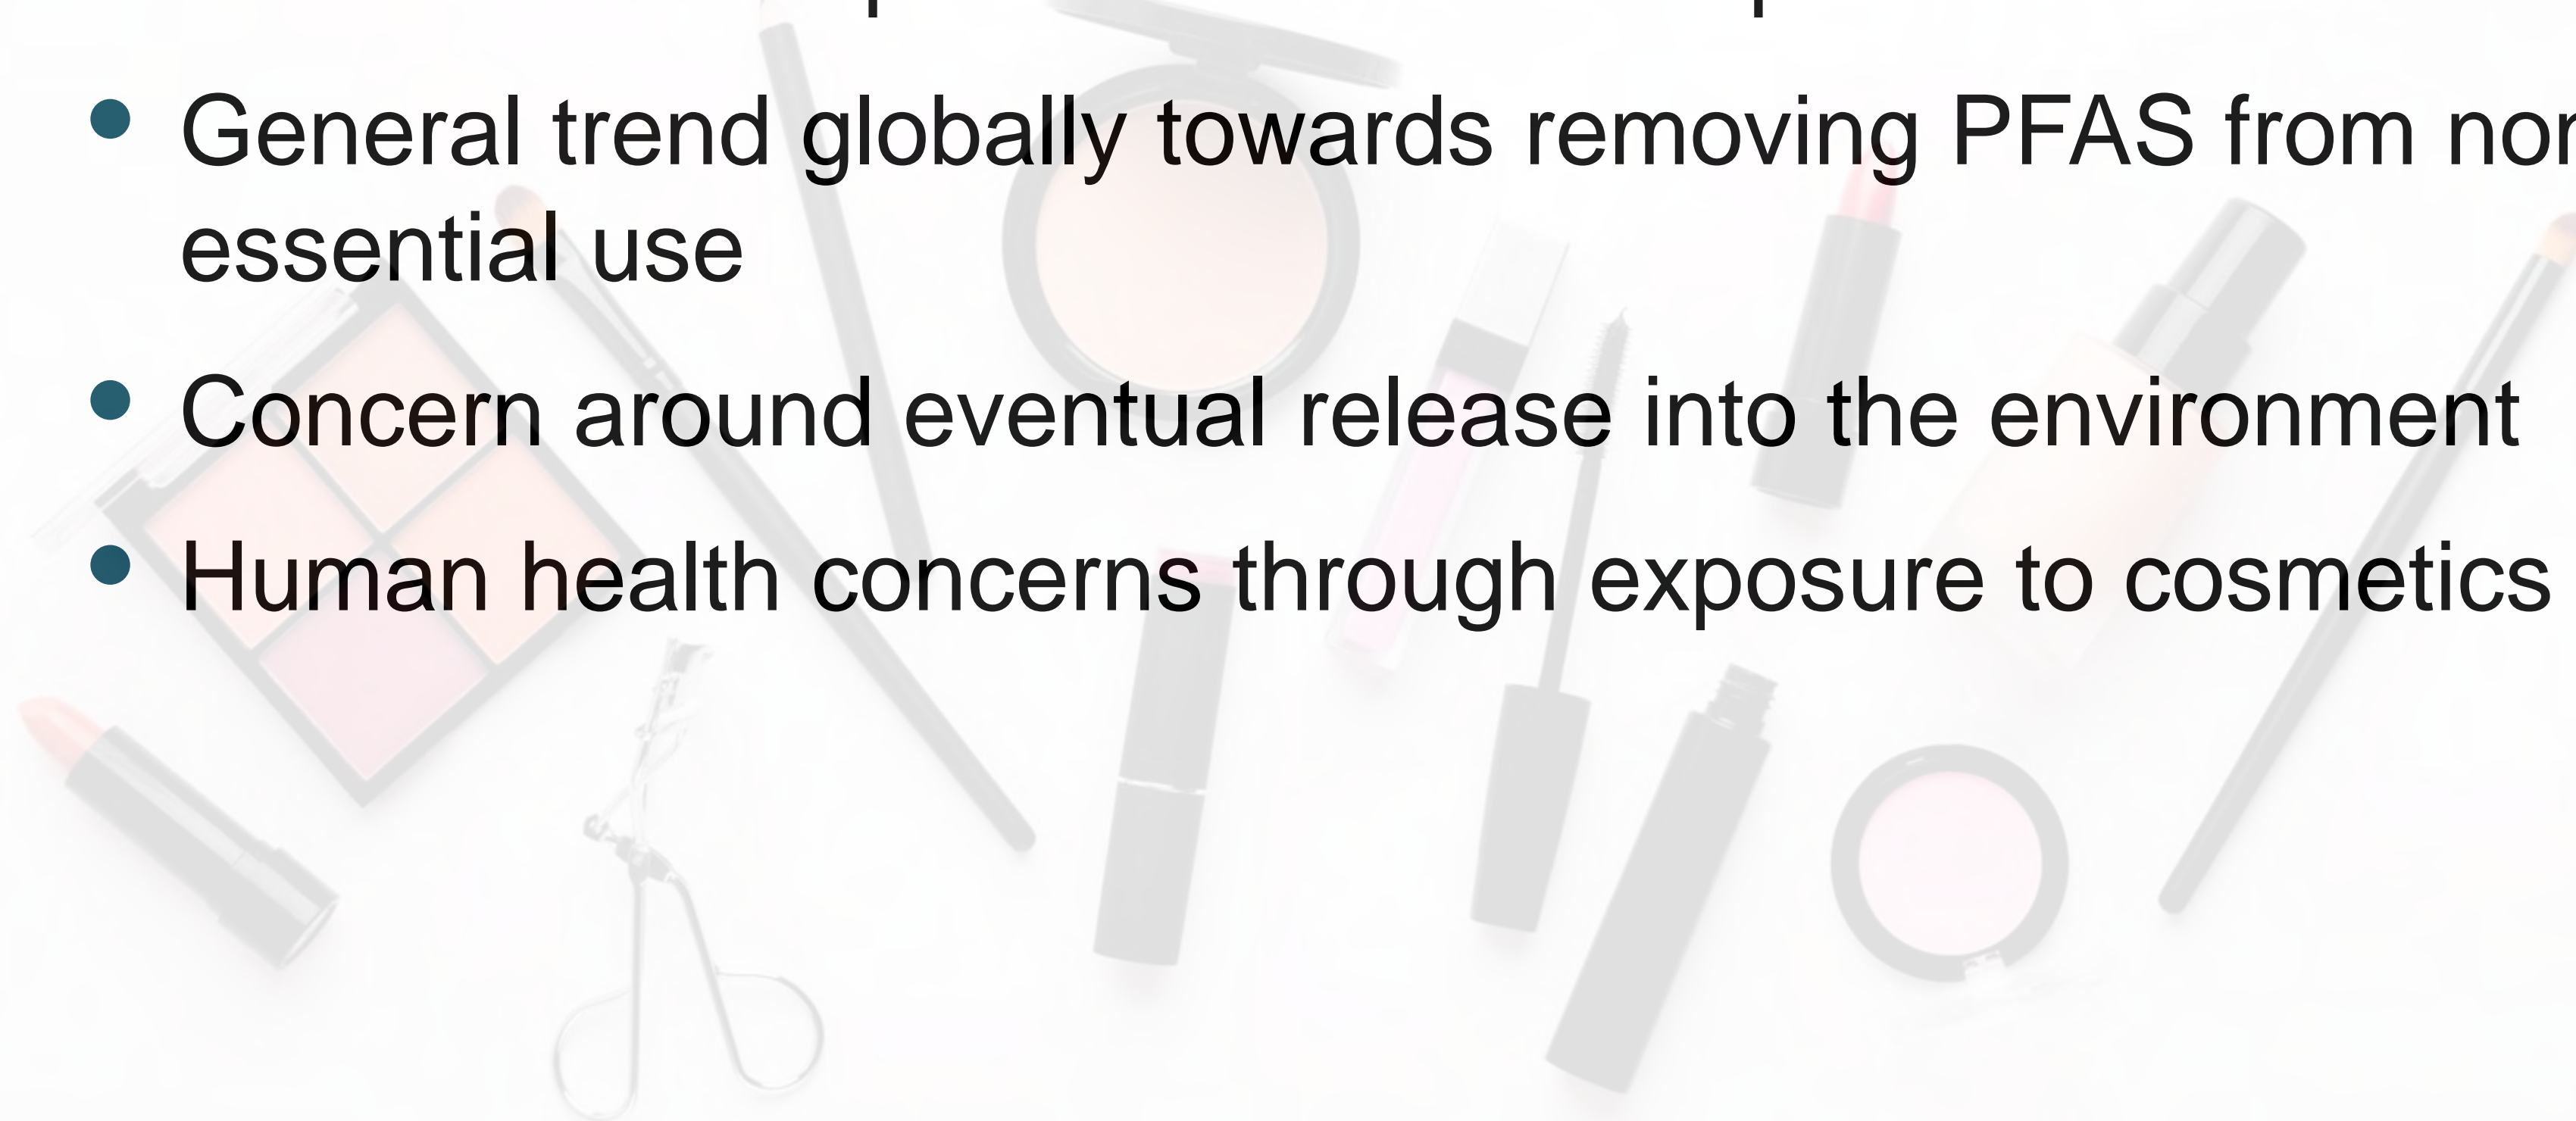 • General trend globally towards removing PFAS from
essential use
• Concern around eventual release into the environment
• Human health concerns through exposure to cosmetics